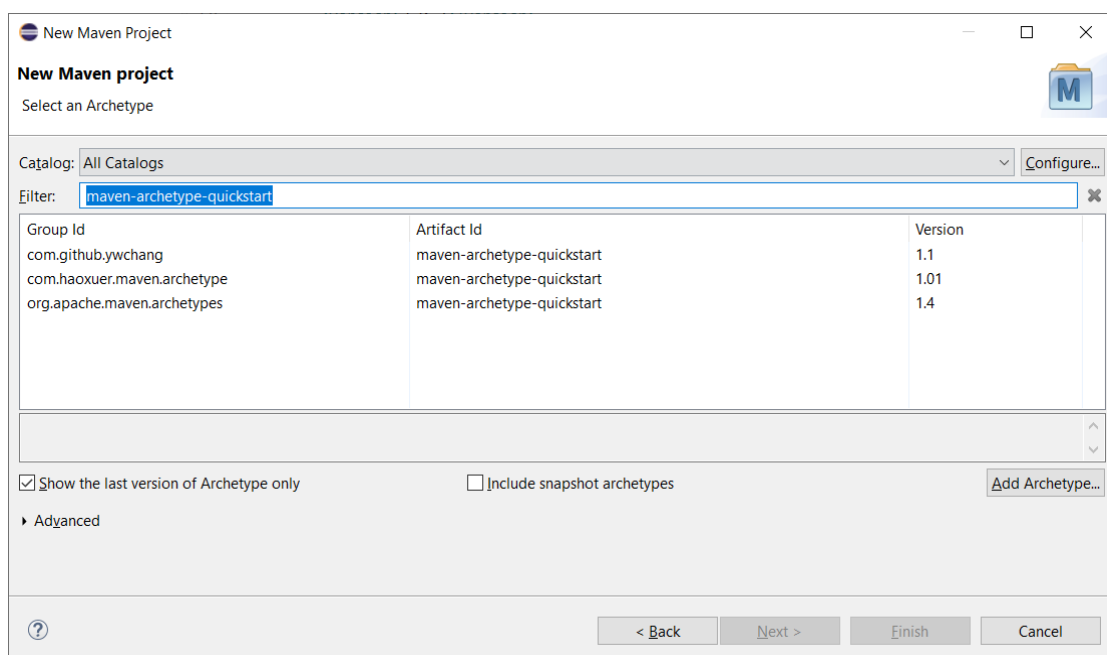 New Maven Project
New Maven project
Select an Archetype
M
Catalog: All Catalogs Configure...
Filter: maven-archetype-quickstart
Group Id Artifact Id Version
com.github.ywchang maven-archetype-quickstart 1.1
com.haoxuer.maven.archetype maven-archetype-quickstart 1.01
org.apache.maven.archetypes maven-archetype-quickstart 1.4
Show the last version of Archetype only Include snapshot archetypes Add Archetype...
Advanced
? < Back Next > Finish Cancel